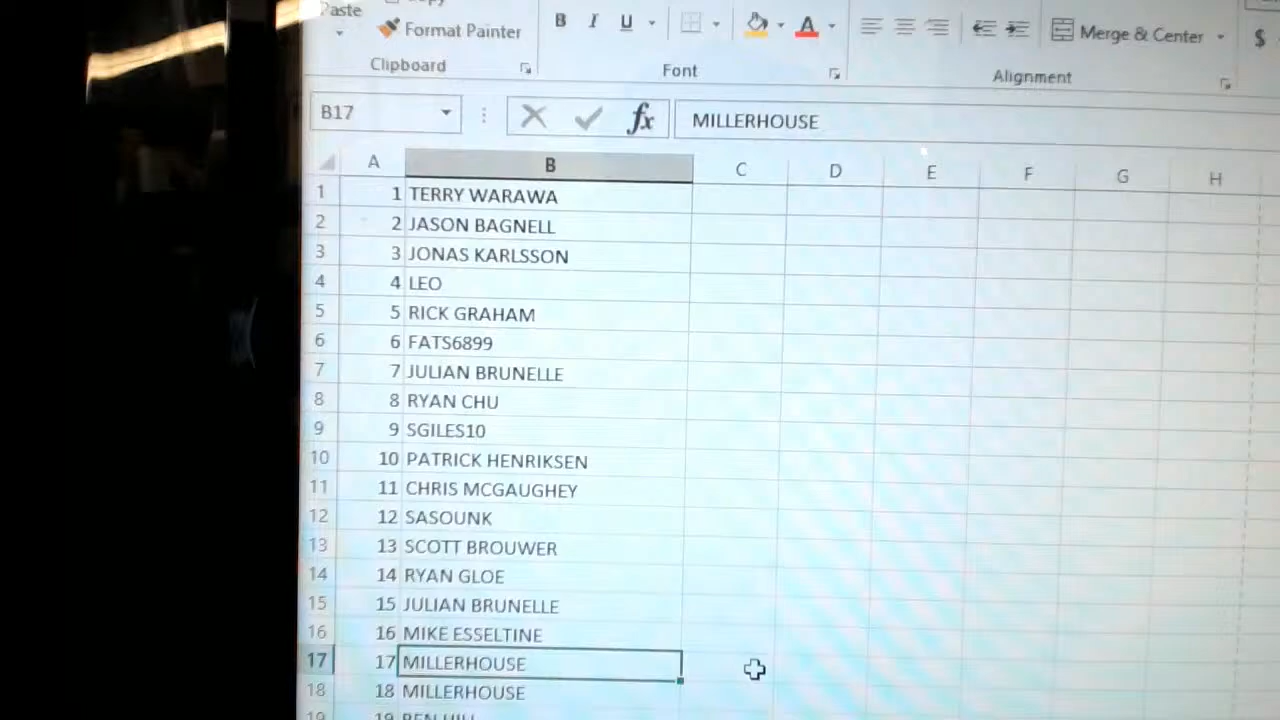 Paste
Format Painter
B I U
A
Merge & Center
$
Clipboard
Font
Alignment
B17
fx
MILLERHOUSE
A B C D E F G H
1 1 TERRY WARAWA
2 2 JASON BAGNELL
3 3 JONAS KARLSSON
4 4 LEO
5 5 RICK GRAHAM
6 6 FATS6899
7 7 JULIAN BRUNELLE
8 8 RYAN CHU
9 9 SGILES10
10 10 PATRICK HENRIKSEN
11 11 CHRIS MCGAUGHEY
12 12 SASOUNK
13 13 SCOTT BROUWER
14 14 RYAN GLOE
15 15 JULIAN BRUNELLE
16 16 MIKE ESSELTINE
17 17 MILLERHOUSE
18 18 MILLERHOUSE
19 19 BEN HILL